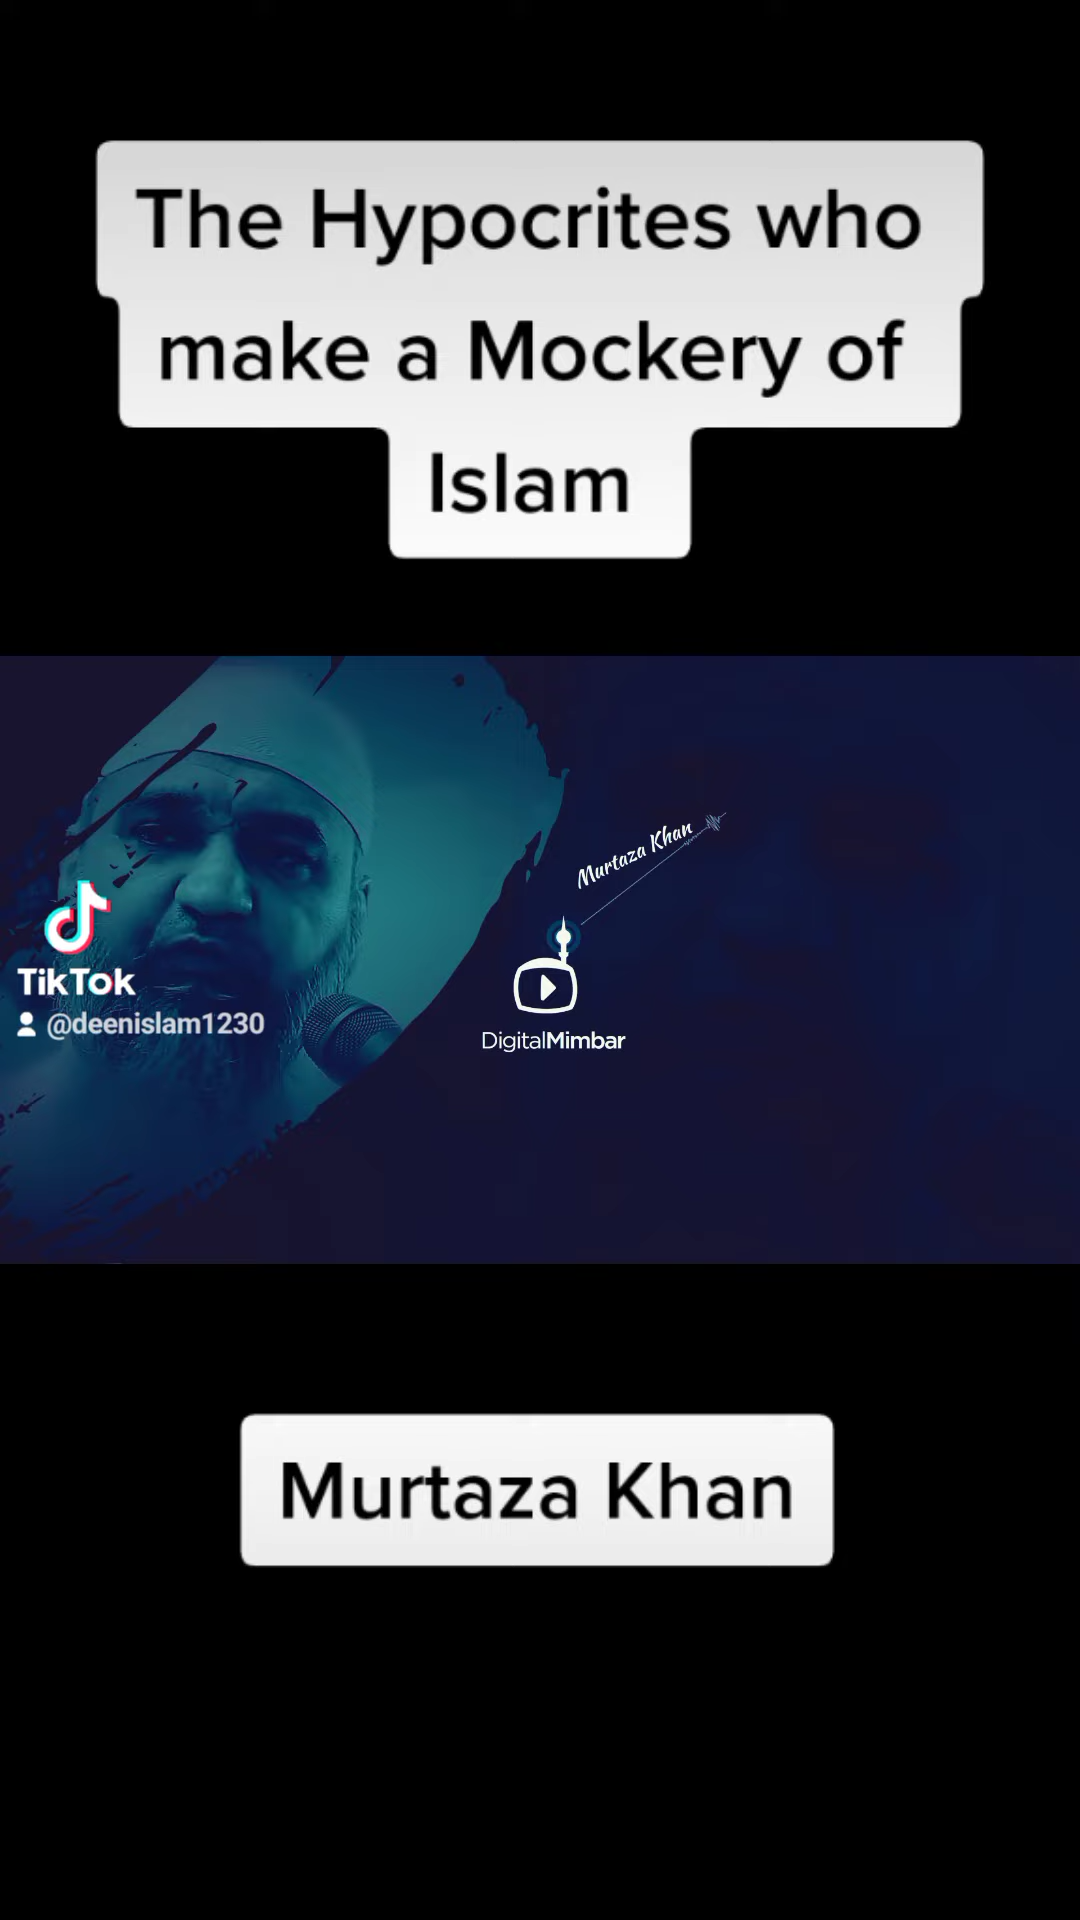 The Hypocrites who
make a Mockery of
Islam
Murtaza Khan
TikTok
@deenislam1230
DigitalMimbar
Murtaza Khan